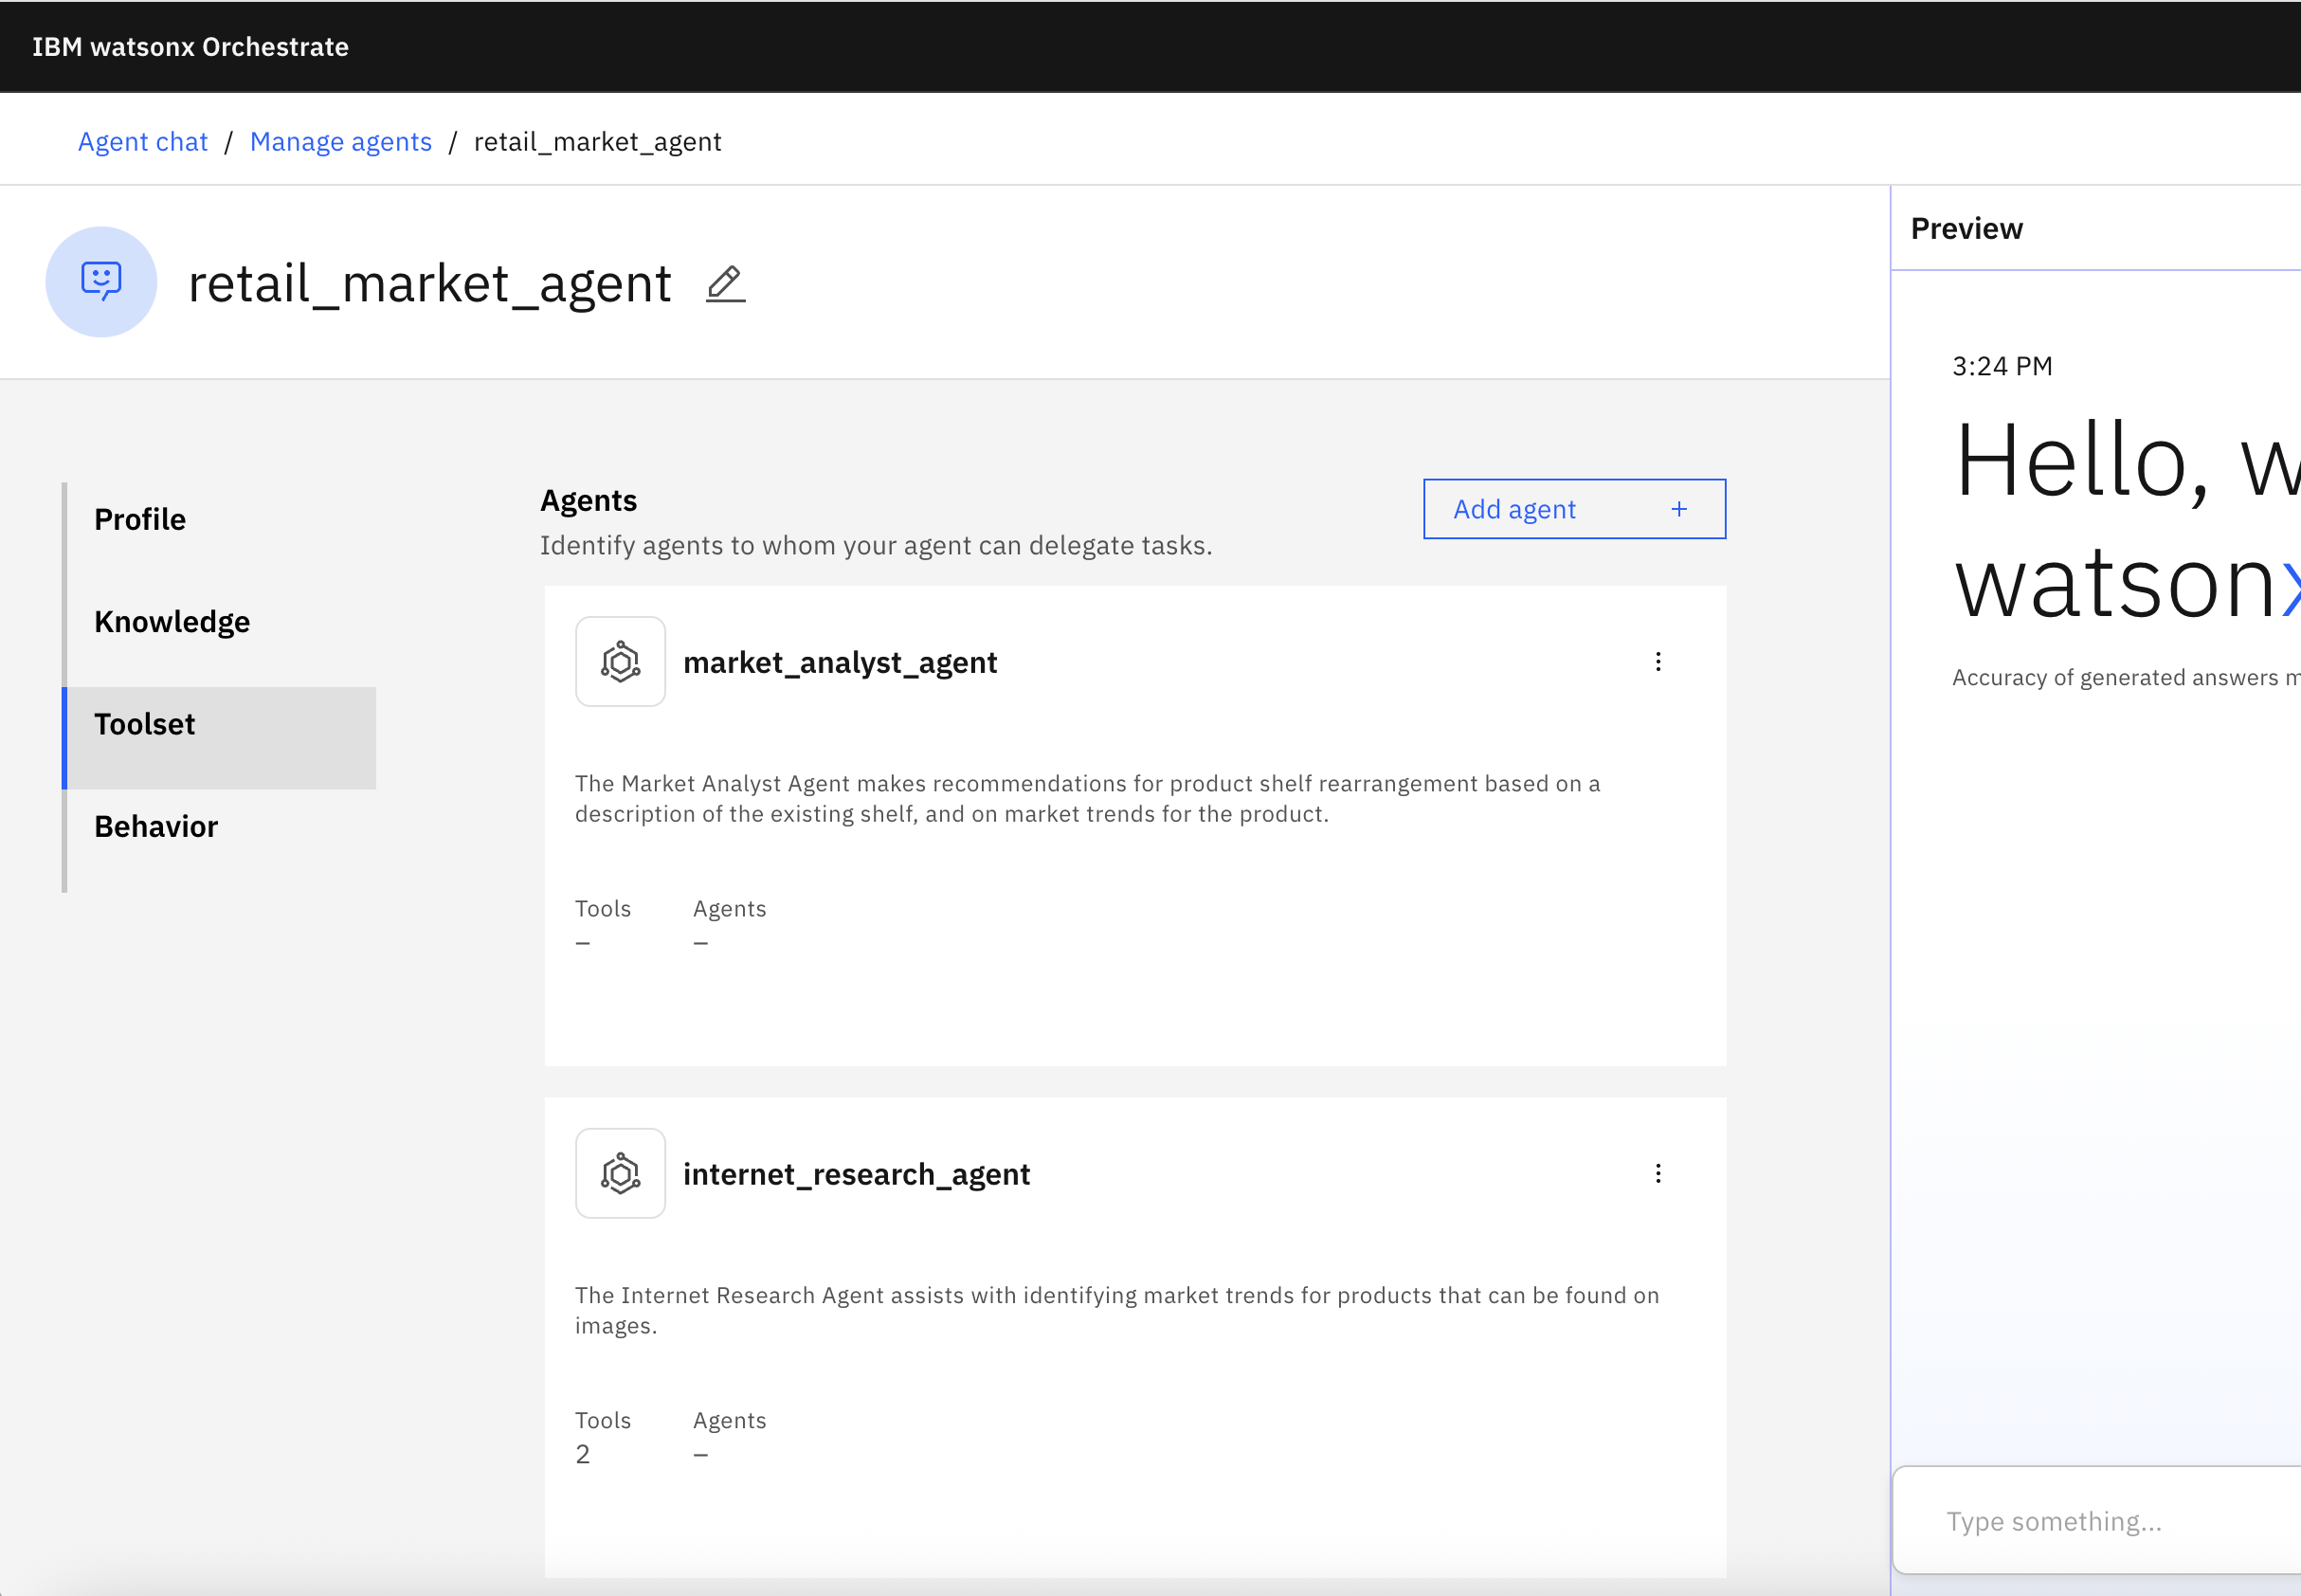 IBM watsonx Orchestrate
Agent chat / Manage agents / retail_market_agent
retail_market_agent
Profile
Knowledge
Toolset
Behavior
Agents
Identify agents to whom your agent can delegate tasks.
Add agent +
market_analyst_agent
The Market Analyst Agent makes recommendations for product shelf rearrangement based on a
description of the existing shelf, and on market trends for the product.
Tools Agents
– –
internet_research_agent
The Internet Research Agent assists with identifying market trends for products that can be found on
images.
Tools Agents
2 –
Preview
3:24 PM
Hello, w
watsonx
Accuracy of generated answers m
Type something...